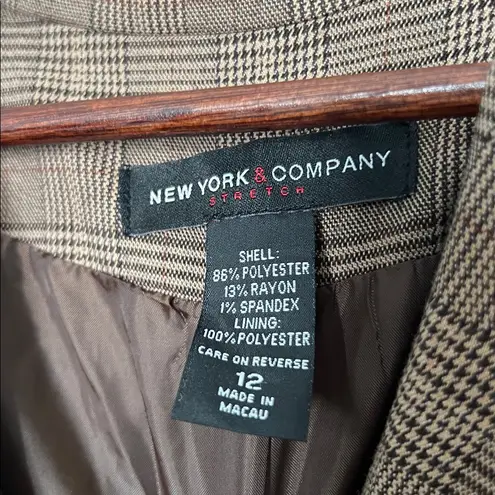 NEW YORK & COMPANY
STRETCH
SHELL:
86% POLYESTER
13% RAYON
1% SPANDEX
LINING:
100% POLYESTER
CARE ON REVERSE
12
MADE IN
MACAU